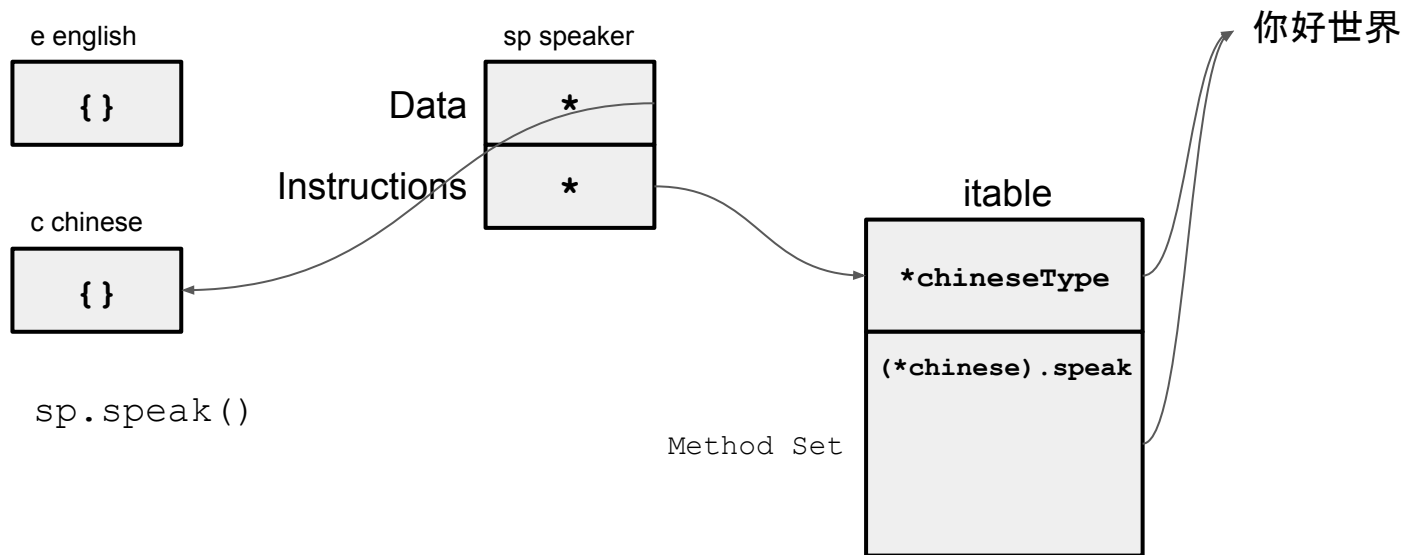 e english
{ }
c chinese
{ }
sp.speak()
sp speaker
Data
*
Instructions
*
itable
*chineseType
(*chinese).speak
Method Set
你好世界